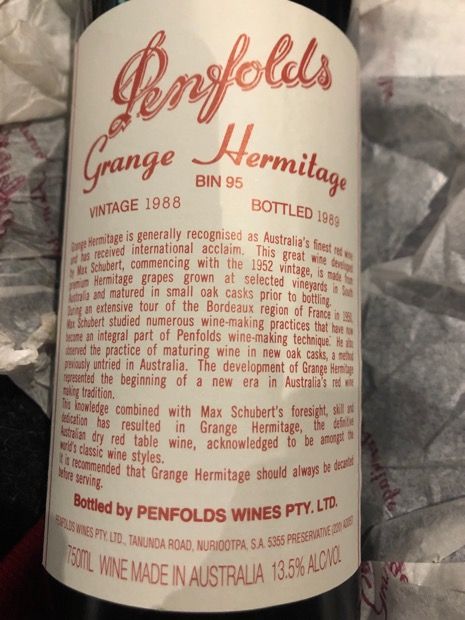 Penfolds
Grange Hermitage
BIN 95
VINTAGE 1988 BOTTLED 1989
Grange Hermitage is generally recognised as Australia's finest red wine
and has received international acclaim. This great wine developed
by Max Schubert, commencing with the 1952 vintage, is made from
premium Hermitage grapes grown at selected vineyards in South
Australia and matured in small oak casks prior to bottling.
During an extensive tour of the Bordeaux region of France in 1950,
Max Schubert studied numerous wine-making practices that have now
become an integral part of Penfolds wine-making technique. He also
observed the practice of maturing wine in new oak casks, a method
previously untried in Australia. The development of Grange Hermitage
represented the beginning of a new era in Australia's red wine
making tradition.
This knowledge combined with Max Schubert's foresight, skill and
dedication has resulted in Grange Hermitage, the definitive
Australian dry red table wine, acknowledged to be amongst the
world's classic wine styles.
It is recommended that Grange Hermitage should always be decanted
before serving.
Bottled by PENFOLDS WINES PTY. LTD.
PENFOLDS WINES PTY. LTD., TANUNDA ROAD, NURIOOTPA, S.A. 5355 PRESERVATIVE (220) ADDED
750ML WINE MADE IN AUSTRALIA 13.5% ALC/VOL